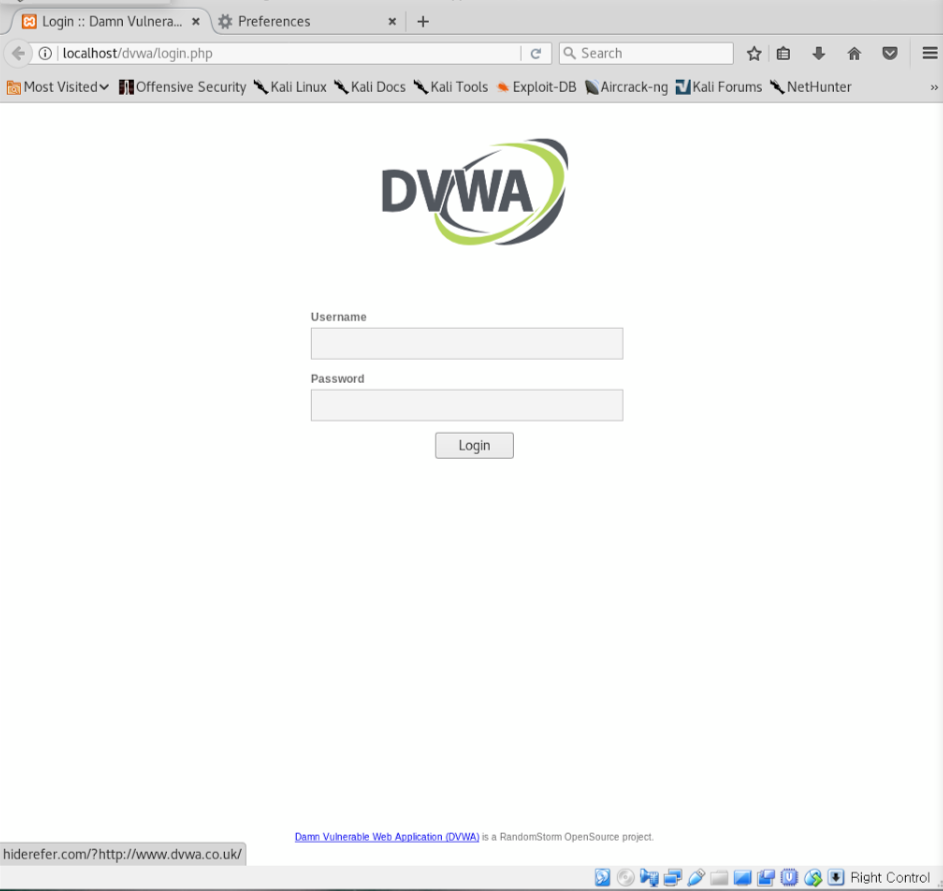 Login :: Damn Vulnera... × Preferences × +
localhost/dvwa/login.php Search
Most Visited Offensive Security Kali Linux Kali Docs Kali Tools Exploit-DB Aircrack-ng Kali Forums NetHunter »
DVWA
Username
Password
Login
Damn Vulnerable Web Application (DVWA) is a RandomStorm OpenSource project.
hiderefer.com/?http://www.dvwa.co.uk/
Right Control